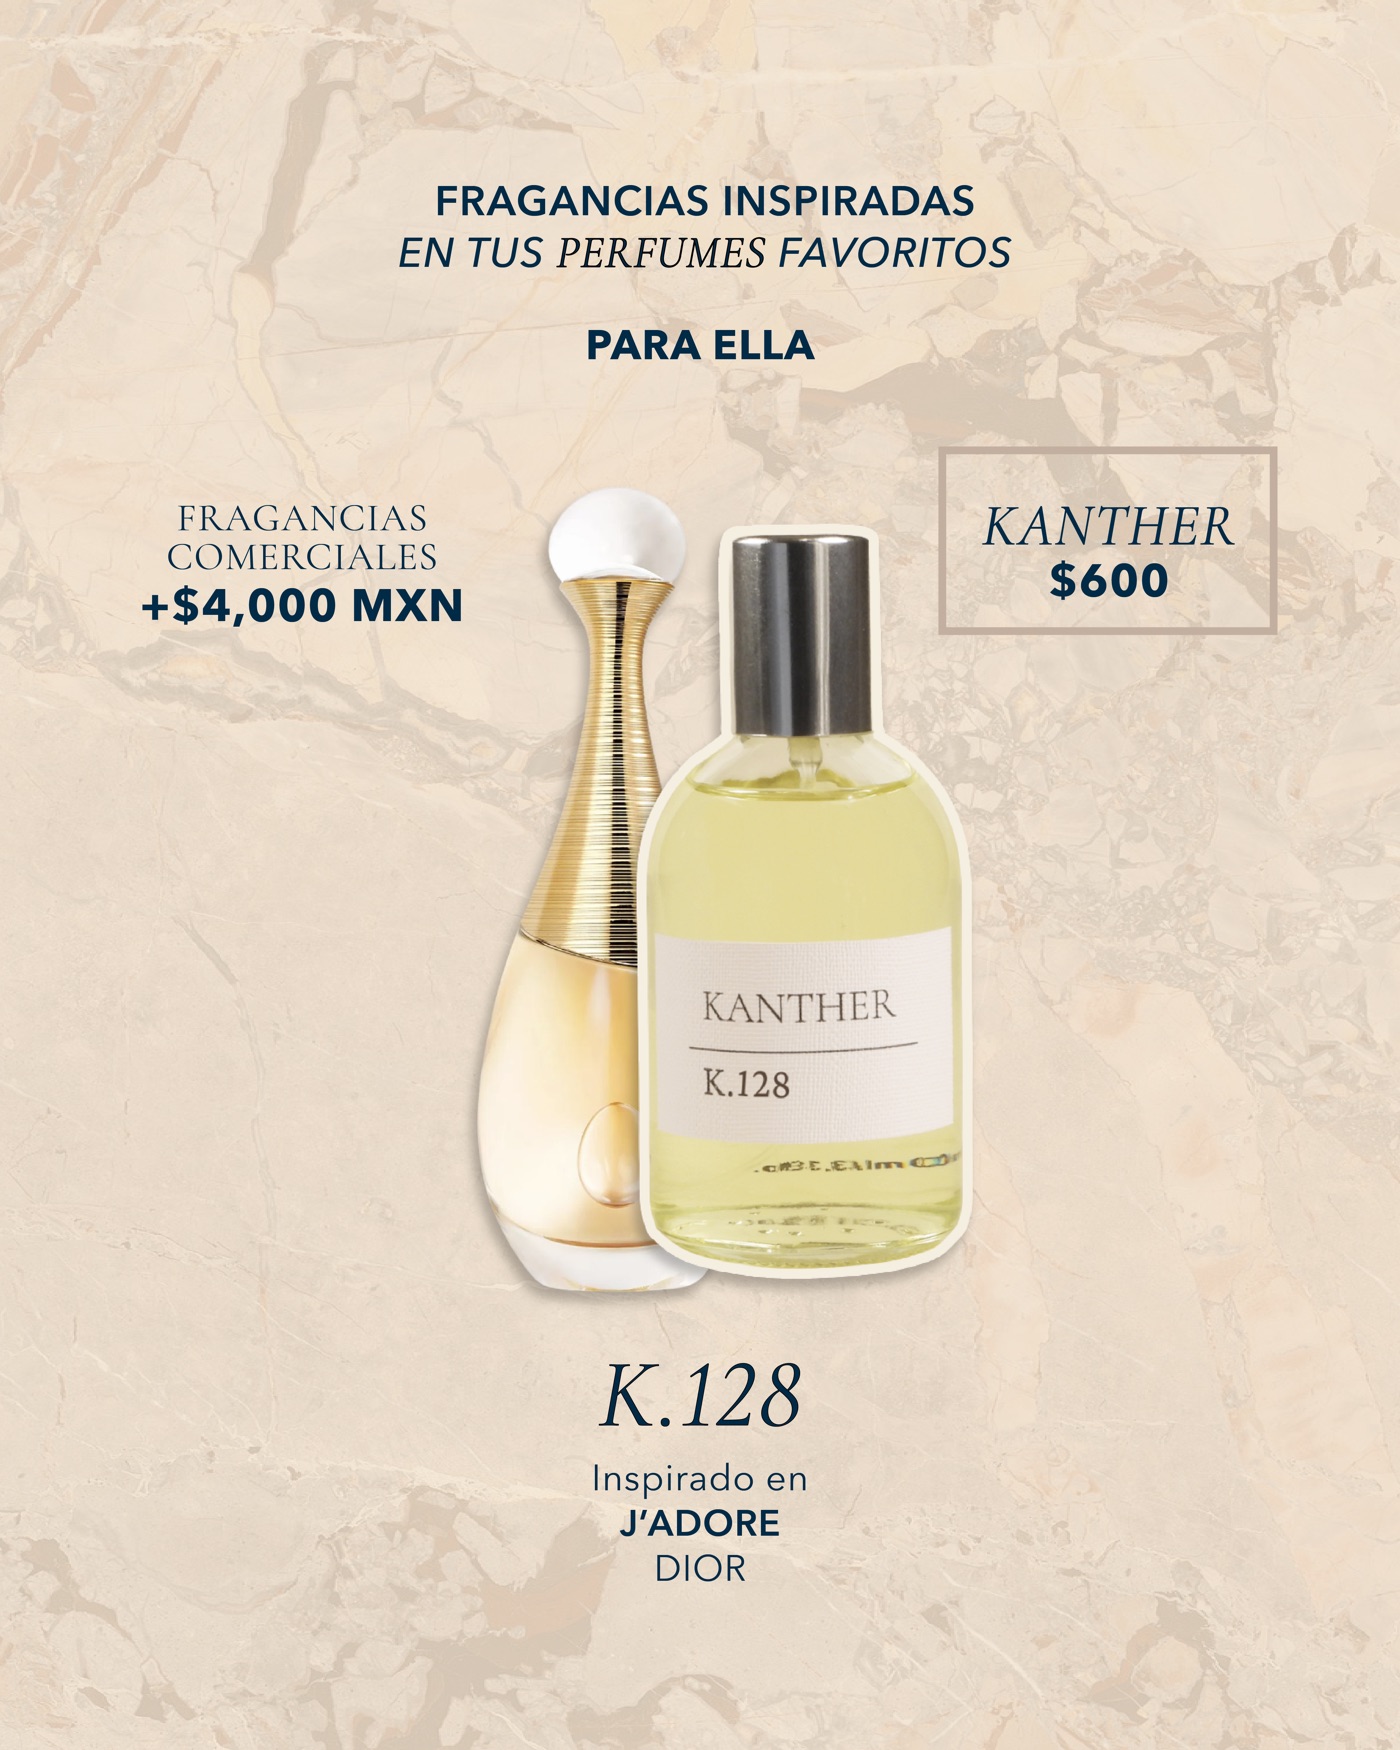 FRAGANCIAS INSPIRADAS
EN TUS PERFUMES FAVORITOS
PARA ELLA
FRAGANCIAS
COMERCIALES
+$4,000 MXN
KANTHER
$600
KANTHER
K.128
K.128
Inspirado en
J’ADORE
DIOR